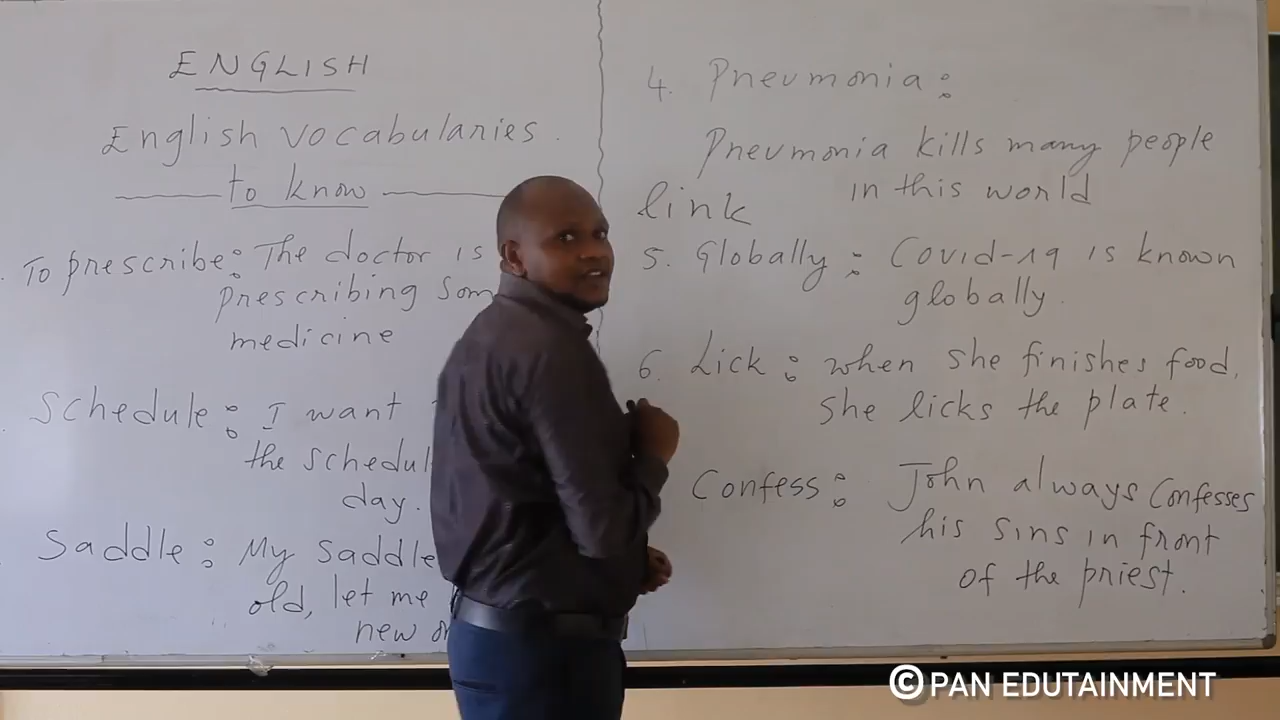 ENGLISH
English vocabularies.
to know
To prescribe: The doctor is
prescribing som
medicine
Schedule: I want
the schedul
day.
Saddle: My saddle
old, let me
new
4. Pneumonia:
Pneumonia kills many people
in this world
link
5. Globally: Covid-19 is known
globally.
6. Lick: when she finishes food,
she licks the plate.
Confess: John always confesses
his sins in front
of the priest.
© PAN EDUTAINMENT